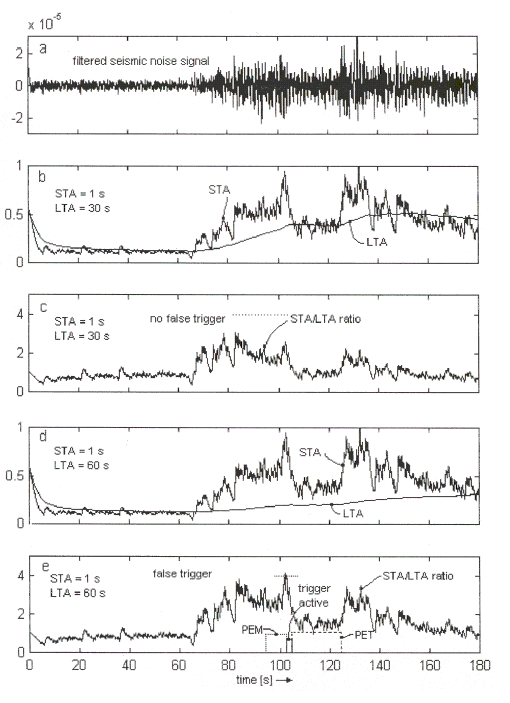 x 10-5
a
filtered seismic noise signal
2
0
-2
b
STA = 1 s
LTA = 30 s
STA
LTA
1
0.5
0
c
STA = 1 s
LTA = 30 s
no false trigger
STA/LTA ratio
4
2
0
d
STA = 1 s
LTA = 60 s
STA
LTA
1
0.5
0
e
STA = 1 s
LTA = 60 s
false trigger
STA/LTA ratio
trigger
active
PEM
PET
4
2
0
0 20 40 60 80 100 120 140 160 180
time [s]